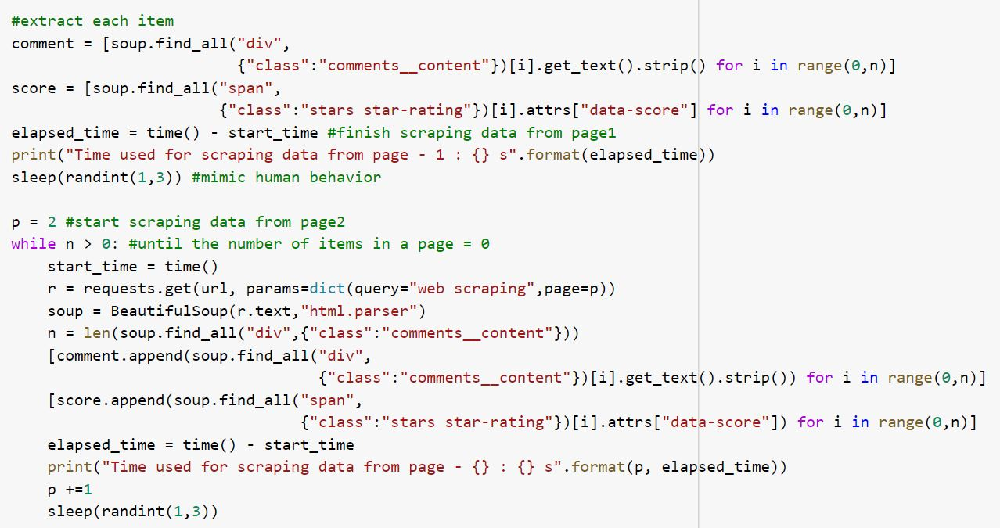 #extract each item
comment = [soup.find_all("div",
                         {"class":"comments__content"})[i].get_text().strip() for i in range(0,n)]
score = [soup.find_all("span",
                       {"class":"stars star-rating"})[i].attrs["data-score"] for i in range(0,n)]
elapsed_time = time() - start_time #finish scraping data from page1
print("Time used for scraping data from page - 1 : {} s".format(elapsed_time))
sleep(randint(1,3)) #mimic human behavior

p = 2 #start scraping data from page2
while n > 0: #until the number of items in a page = 0
    start_time = time()
    r = requests.get(url, params=dict(query="web scraping",page=p))
    soup = BeautifulSoup(r.text,"html.parser")
    n = len(soup.find_all("div",{"class":"comments__content"}))
    [comment.append(soup.find_all("div",
                                  {"class":"comments__content"})[i].get_text().strip()) for i in range(0,n)]
    [score.append(soup.find_all("span",
                                {"class":"stars star-rating"})[i].attrs["data-score"]) for i in range(0,n)]
    elapsed_time = time() - start_time
    print("Time used for scraping data from page - {} : {} s".format(p, elapsed_time))
    p +=1
    sleep(randint(1,3))